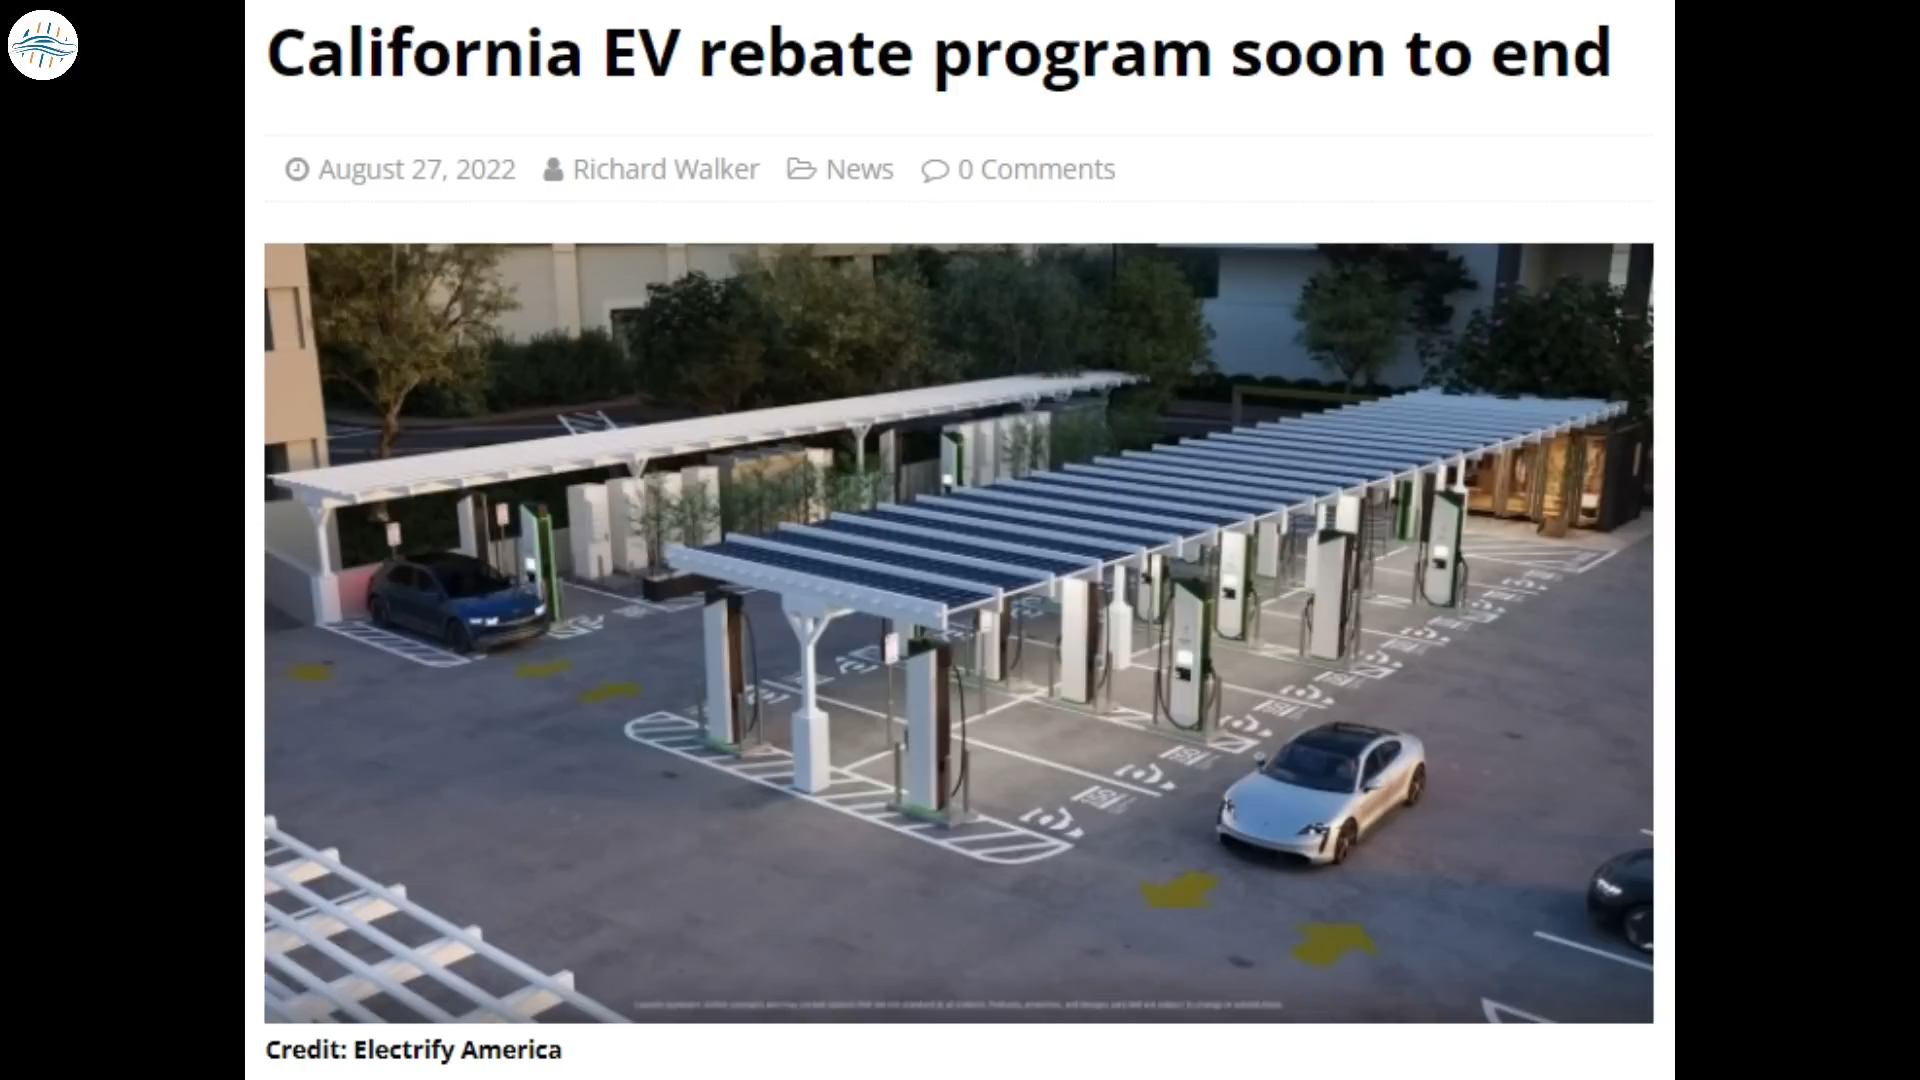 California EV rebate program soon to end
August 27, 2022 Richard Walker News 0 Comments
Credit: Electrify America